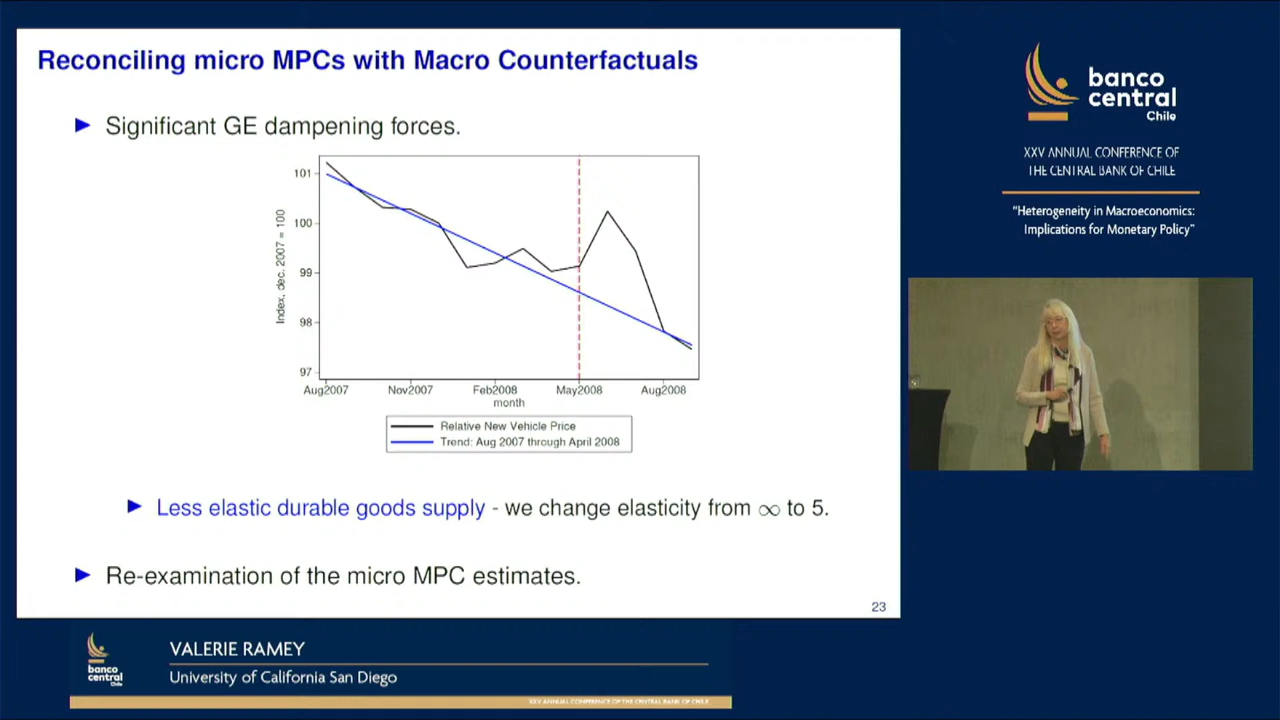 Reconciling micro MPCs with Macro Counterfactuals
► Significant GE dampening forces.
Index, dec. 2007 = 100
101
100
99
98
97
Aug2007 Nov2007 Feb2008 May2008 Aug2008
month
Relative New Vehicle Price
Trend: Aug 2007 through April 2008
► Less elastic durable goods supply - we change elasticity from ∞ to 5.
► Re-examination of the micro MPC estimates.
23
banco
central
Chile
XXV ANNUAL CONFERENCE OF
THE CENTRAL BANK OF CHILE
“Heterogeneity in Macroeconomics:
Implications for Monetary Policy”
banco
central
Chile
VALERIE RAMEY
University of California San Diego
XXV ANNUAL CONFERENCE OF THE CENTRAL BANK OF CHILE